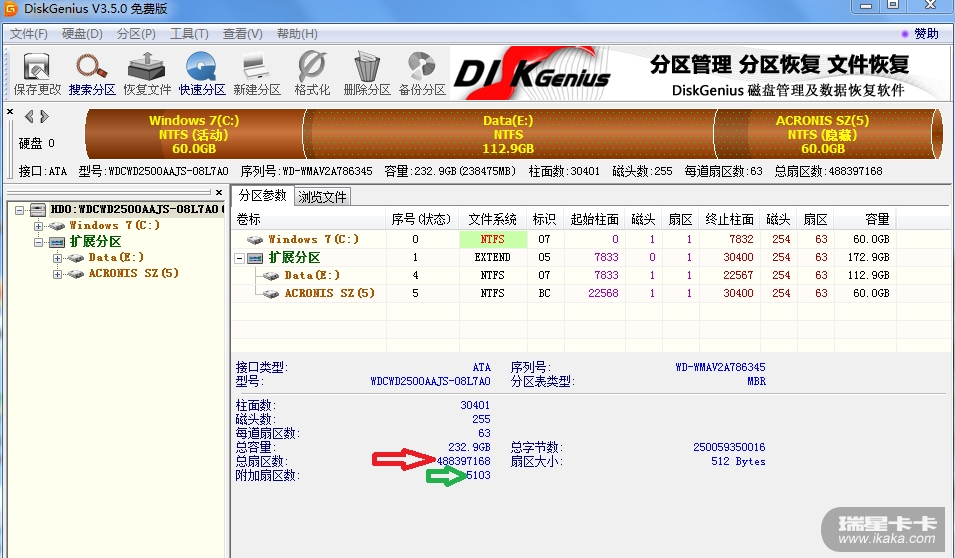 DiskGenius V3.5.0 免费版
文件(F) 硬盘(D) 分区(P) 工具(T) 查看(V) 帮助(H) 赞助
保存更改 搜索分区 恢复文件 快速分区 新建分区 格式化 删除分区 备份分区
DISKGenius
分区管理 分区恢复 文件恢复
DiskGenius 磁盘管理及数据恢复软件
硬盘 0
Windows 7(C:)
NTFS (活动)
60.0GB
Data(E:)
NTFS
112.9GB
ACRONIS SZ(5)
NTFS (隐藏)
60.0GB
接口:ATA 型号:WDCWD2500AAJS-08L7A0 序列号:WD-WMAV2A786345 容量:232.9GB(238475MB) 柱面数:30401 磁头数:255 每道扇区数:63 总扇区数:488397168
HD0:WDCWD2500AAJS-08L7A0(
Windows 7(C:)
扩展分区
Data(E:)
ACRONIS SZ(5)
分区参数 浏览文件
卷标 序号(状态) 文件系统 标识 起始柱面 磁头 扇区 终止柱面 磁头 扇区 容量
Windows 7(C:) 0 NTFS 07 0 1 1 7832 254 63 60.0GB
扩展分区 1 EXTEND 05 7833 0 1 30400 254 63 172.9GB
Data(E:) 4 NTFS 07 7833 1 1 22567 254 63 112.9GB
ACRONIS SZ(5) 5 NTFS BC 22568 1 1 30400 254 63 60.0GB
接口类型: ATA 序列号: WD-WMAV2A786345
型号: WDCWD2500AAJS-08L7A0 分区表类型: MBR
柱面数: 30401
磁头数: 255
每道扇区数: 63
总容量: 232.9GB 总字节数: 250059350016
总扇区数: 488397168 扇区大小: 512 Bytes
附加扇区数: 5103
瑞星卡卡
www.ikaka.com